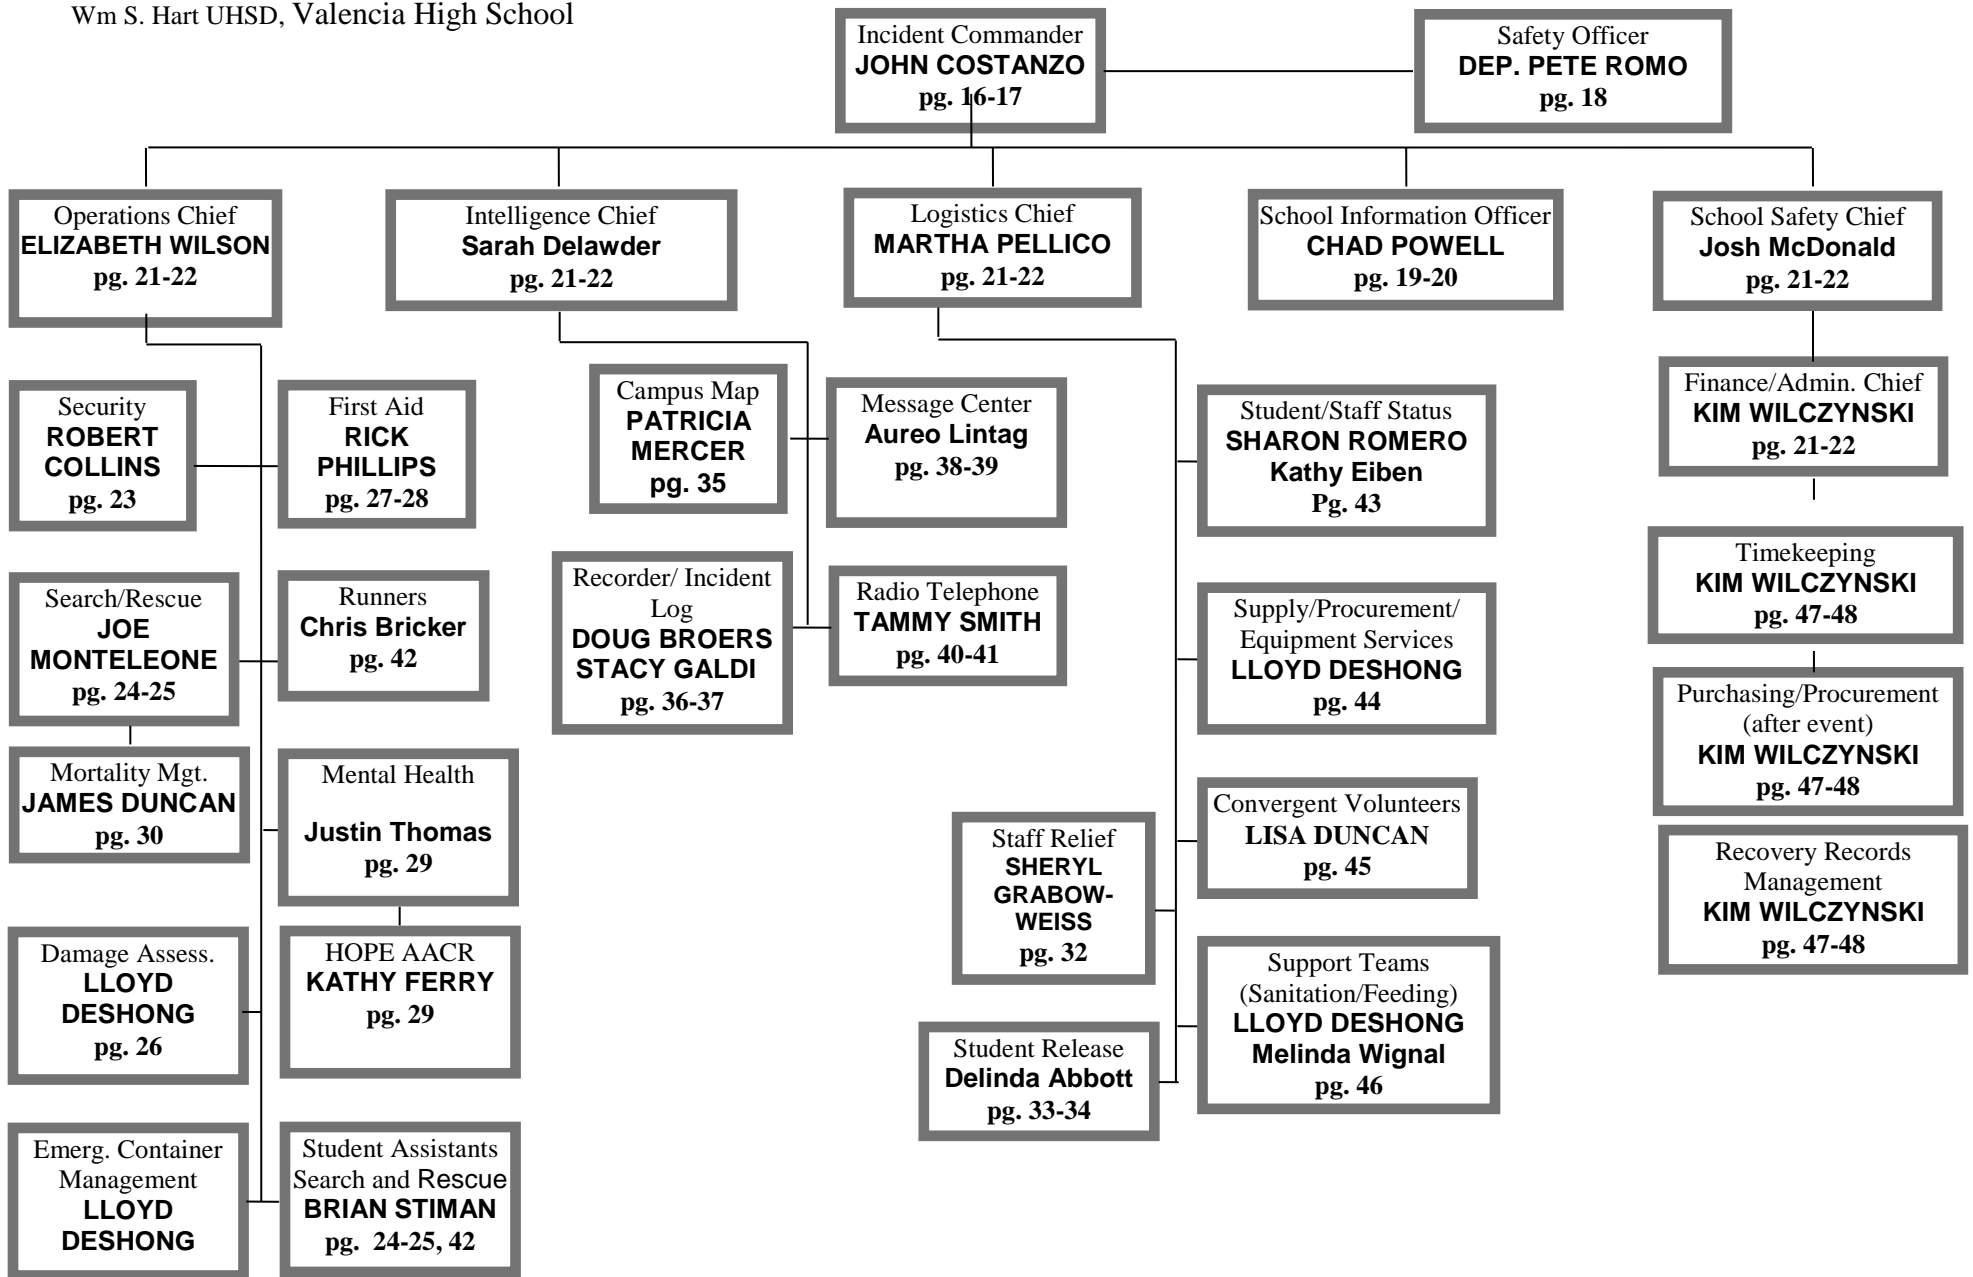 Wm S. Hart UHSD, Valencia High School
Incident Commander
JOHN COSTANZO
pg. 16-17
Safety Officer
DEP. PETE ROMO
pg. 18
Operations Chief
ELIZABETH WILSON
pg. 21-22
Intelligence Chief
Sarah Delawder
pg. 21-22
Logistics Chief
MARTHA PELLICO
pg. 21-22
School Information Officer
CHAD POWELL
pg. 19-20
School Safety Chief
Josh McDonald
pg. 21-22
Security
ROBERT
COLLINS
pg. 23
First Aid
RICK
PHILLIPS
pg. 27-28
Campus Map
PATRICIA
MERCER
pg. 35
Message Center
Aureo Lintag
pg. 38-39
Student/Staff Status
SHARON ROMERO
Kathy Eiben
Pg. 43
Finance/Admin. Chief
KIM WILCZYNSKI
pg. 21-22
Search/Rescue
JOE
MONTELEONE
pg. 24-25
Runners
Chris Bricker
pg. 42
Recorder/ Incident
Log
DOUG BROERS
STACY GALDI
pg. 36-37
Radio Telephone
TAMMY SMITH
pg. 40-41
Supply/Procurement/
Equipment Services
LLOYD DESHONG
pg. 44
Timekeeping
KIM WILCZYNSKI
pg. 47-48
Purchasing/Procurement
(after event)
KIM WILCZYNSKI
pg. 47-48
Mortality Mgt.
JAMES DUNCAN
pg. 30
Mental Health
Justin Thomas
pg. 29
Staff Relief
SHERYL
GRABOW-
WEISS
pg. 32
Convergent Volunteers
LISA DUNCAN
pg. 45
Recovery Records
Management
KIM WILCZYNSKI
pg. 47-48
Damage Assess.
LLOYD
DESHONG
pg. 26
HOPE AACR
KATHY FERRY
pg. 29
Student Release
Delinda Abbott
pg. 33-34
Support Teams
(Sanitation/Feeding)
LLOYD DESHONG
Melinda Wignal
pg. 46
Emerg. Container
Management
LLOYD
DESHONG
Student Assistants
Search and Rescue
BRIAN STIMAN
pg. 24-25, 42